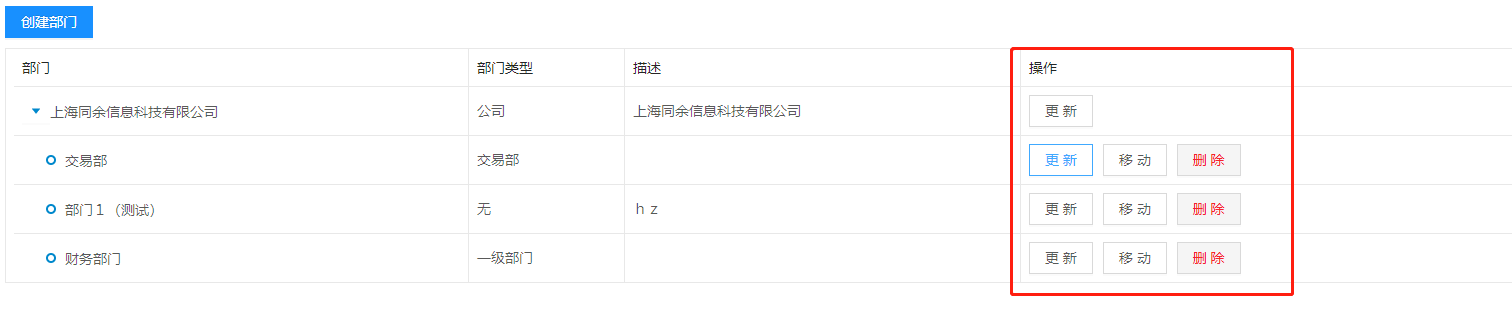 创建部门
部门 部门类型 描述 操作
上海同余信息科技有限公司 公司 上海同余信息科技有限公司 更 新
交易部 交易部 更 新 移 动 删 除
部门１（测试） 无 ｈｚ 更 新 移 动 删 除
财务部门 一级部门 更 新 移 动 删 除